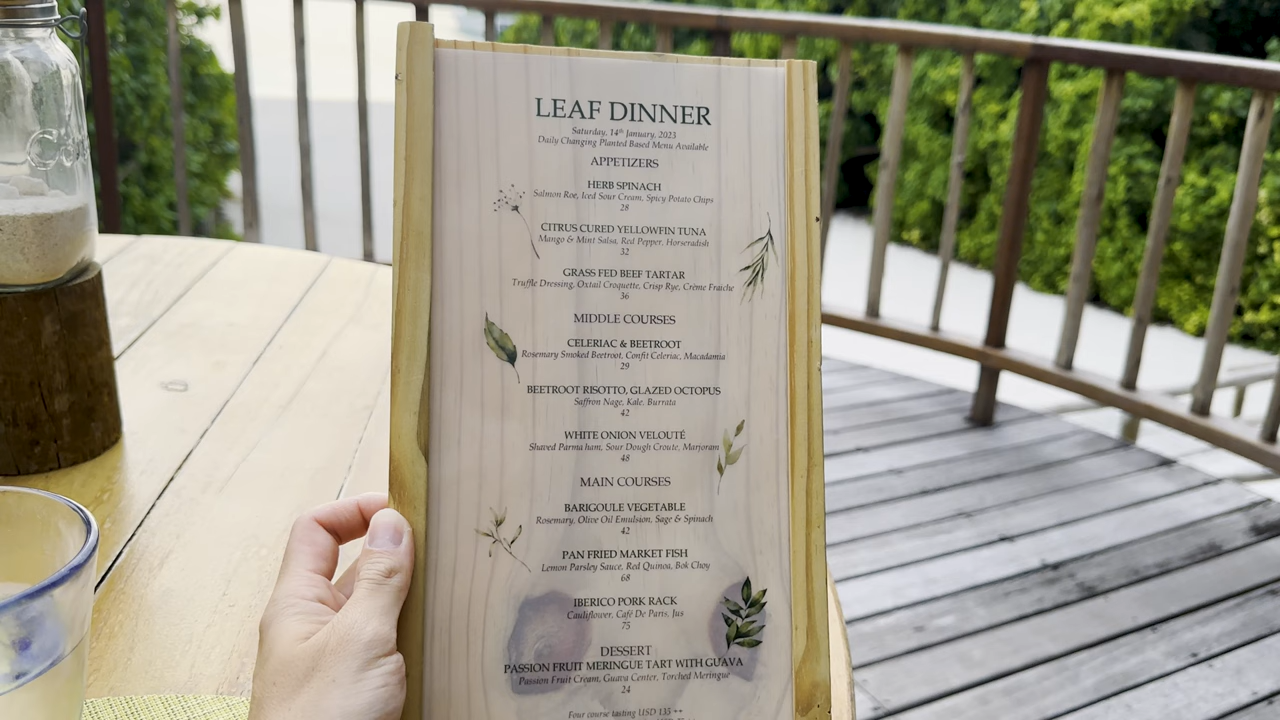 LEAF DINNER
Saturday, 14th January, 2023
Daily Changing Planted Based Menu Available
APPETIZERS
HERB SPINACH
Salmon Roe, Iced Sour Cream, Spicy Potato Chips
28
CITRUS CURED YELLOWFIN TUNA
Mango & Mint Salsa, Red Pepper, Horseradish
32
GRASS FED BEEF TARTAR
Truffle Dressing, Oxtail Croquette, Crisp Rye, Crème Fraiche
36
MIDDLE COURSES
CELERIAC & BEETROOT
Rosemary Smoked Beetroot, Confit Celeriac, Macadamia
29
BEETROOT RISOTTO, GLAZED OCTOPUS
Saffron Nage, Kale, Burrata
42
WHITE ONION VELOUTÉ
Shaved Parma ham, Sour Dough Croute, Marjoram
48
MAIN COURSES
BARIGOULE VEGETABLE
Rosemary, Olive Oil Emulsion, Sage & Spinach
42
PAN FRIED MARKET FISH
Lemon Parsley Sauce, Red Quinoa, Bok Choy
68
IBERICO PORK RACK
Cauliflower, Café De Paris, Jus
75
DESSERT
PASSION FRUIT MERINGUE TART WITH GUAVA
Passion Fruit Cream, Guava Center, Torched Meringue
24
Four course tasting USD 135 ++